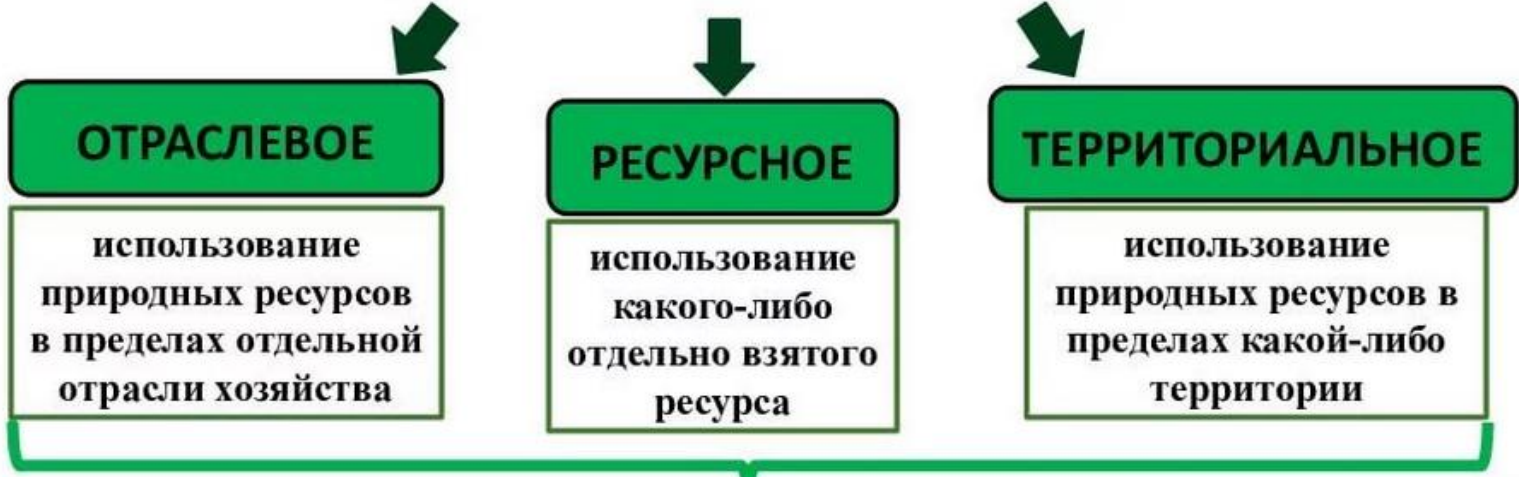 ОТРАСЛЕВОЕ
использование
природных ресурсов
в пределах отдельной
отрасли хозяйства
РЕСУРСНОЕ
использование
какого-либо
отдельно взятого
ресурса
ТЕРРИТОРИАЛЬНОЕ
использование
природных ресурсов в
пределах какой-либо
территории